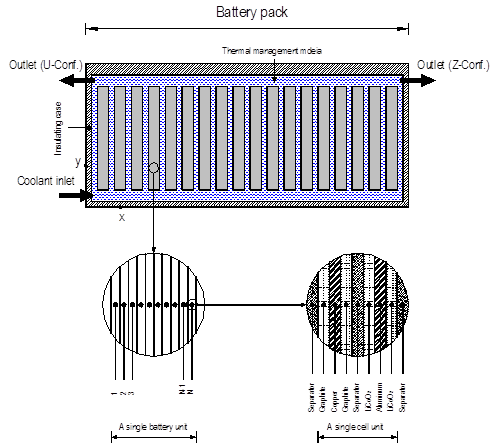 Battery pack
Thermal management mdeia
Outlet (U-Conf.)
Outlet (Z-Conf.)
Insulating case
y
Coolant inlet
x
1
2
3
N-1
N
Separator
Graphite
Copper
Graphite
Separator
LiCoO2
Aluminum
LiCoO2
Separator
A single battery unit
A single cell unit